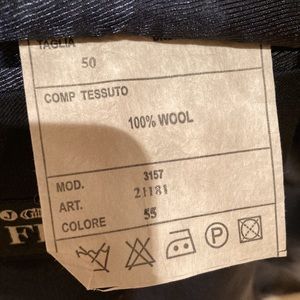 TAGLIA
50
COMP TESSUTO
100% WOOL
MOD. 3157
ART. 21181
COLORE 55
P